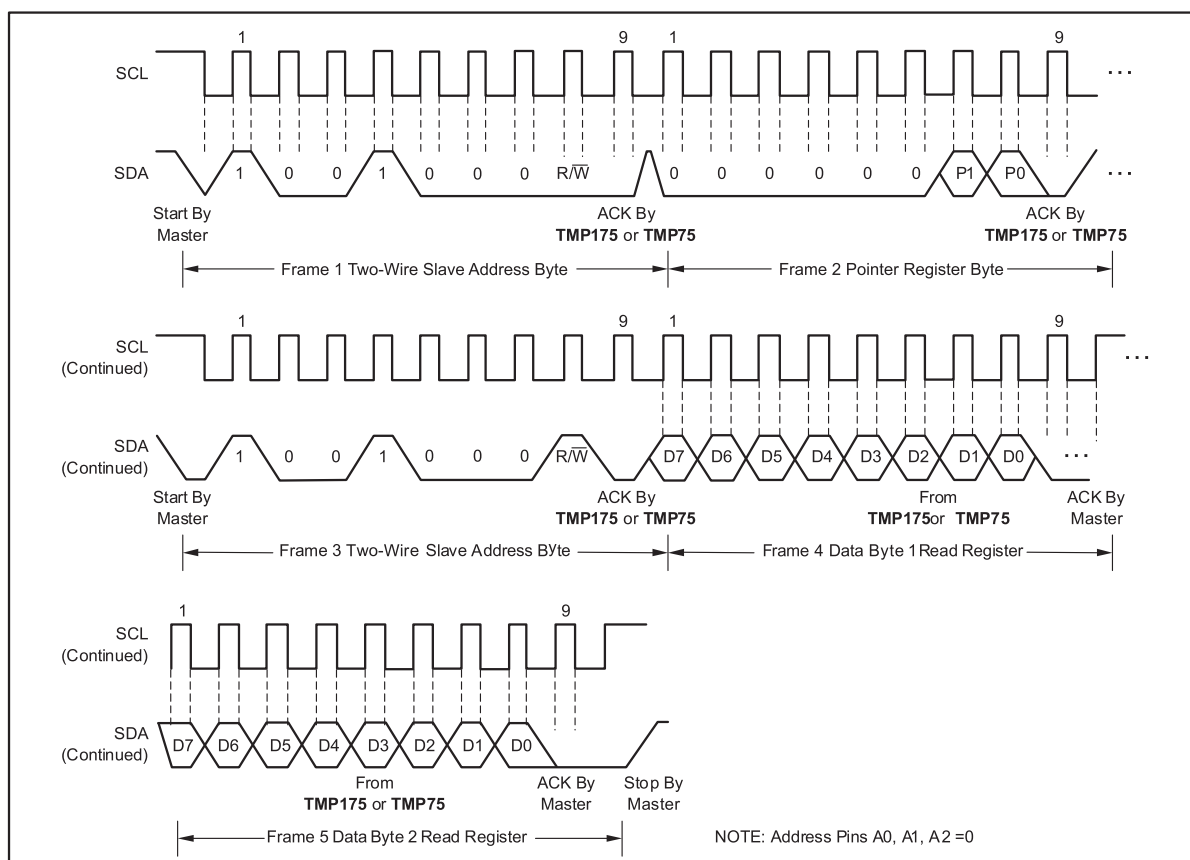 1 9 1 9
SCL ...
SDA 1 0 0 1 0 0 0 R/W̅ 0 0 0 0 0 0 P1 P0 ...
Start By
Master
ACK By
TMP175 or TMP75
ACK By
TMP175 or TMP75
Frame 1 Two-Wire Slave Address Byte
Frame 2 Pointer Register Byte
1 9 1 9
SCL
(Continued)
...
SDA
(Continued)
1 0 0 1 0 0 0 R/W̅ D7 D6 D5 D4 D3 D2 D1 D0 ...
Start By
Master
ACK By
TMP175 or TMP75
From
TMP175or TMP75
ACK By
Master
Frame 3 Two-Wire Slave Address Byte
Frame 4 Data Byte 1 Read Register
1 9
SCL
(Continued)
SDA
(Continued)
D7 D6 D5 D4 D3 D2 D1 D0
From
TMP175 or TMP75
ACK By
Master
Stop By
Master
Frame 5 Data Byte 2 Read Register
NOTE: Address Pins A0, A1, A2 =0